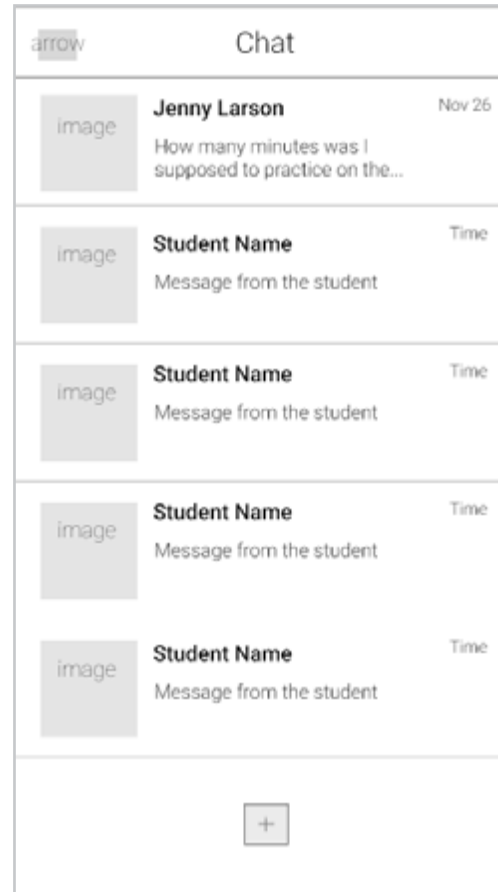 arrow
Chat
image
Jenny Larson
Nov 26
How many minutes was I
supposed to practice on the...
image
Student Name
Time
Message from the student
image
Student Name
Time
Message from the student
image
Student Name
Time
Message from the student
image
Student Name
Time
Message from the student
+